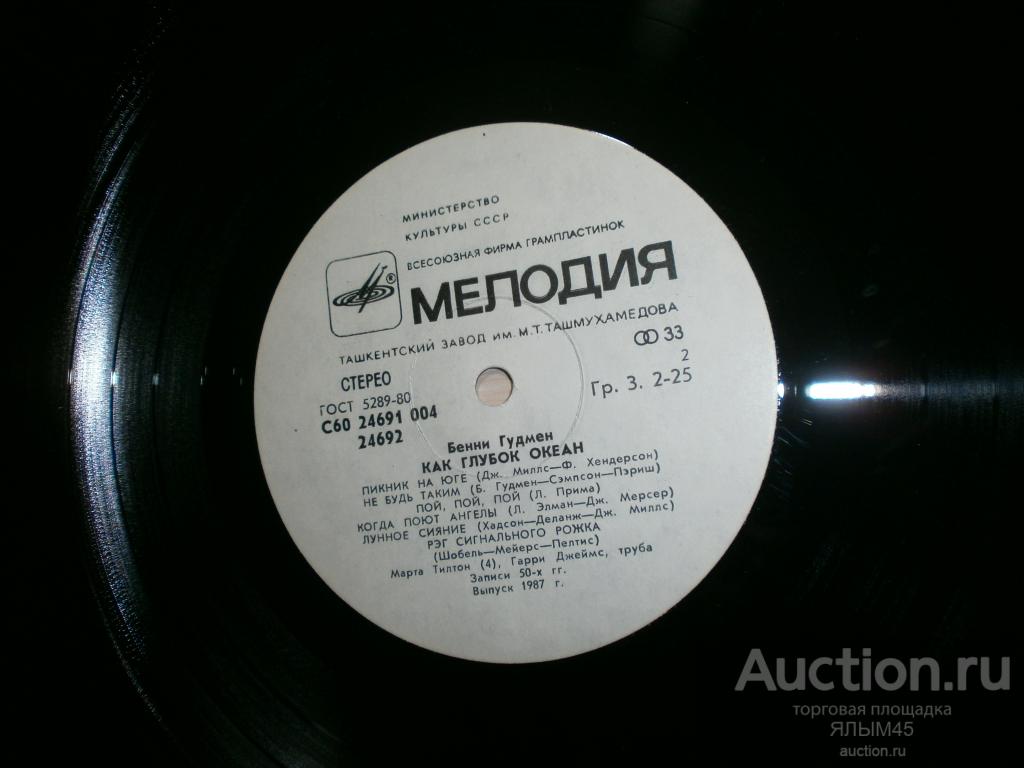 МИНИСТЕРСТВО
КУЛЬТУРЫ СССР
ВСЕСОЮЗНАЯ ФИРМА ГРАМПЛАСТИНОК
®
МЕЛОДИЯ
ТАШКЕНТСКИЙ ЗАВОД ИМ. М.Т. ТАШМУХАМЕДОВА
СТЕРЕО
33
2
ГОСТ 5289-80
Гр. 3. 2-25
С60 24691 004
24692
Бенни Гудмен
КАК ГЛУБОК ОКЕАН
ПИКНИК НА ЮГЕ (Дж. Миллс—Ф. Хендерсон)
НЕ БУДЬ ТАКИМ (Б. Гудмен—Сэмпсон—Пэриш)
ПОЙ, ПОЙ, ПОЙ (Л. Прима)
КОГДА ПОЮТ АНГЕЛЫ (Л. Элман—Дж. Мерсер)
ЛУННОЕ СИЯНИЕ (Хадсон—Деланж—Дж. Миллс)
РЭГ СИГНАЛЬНОГО РОЖКА
(Шобель—Мейерс—Пелтис)
Марта Тилтон (4), Гарри Джеймс, труба
Записи 50-х гг.
Выпуск 1987 г.
Auction.ru
торговая площадка
ЯЛЫМ45
auction.ru